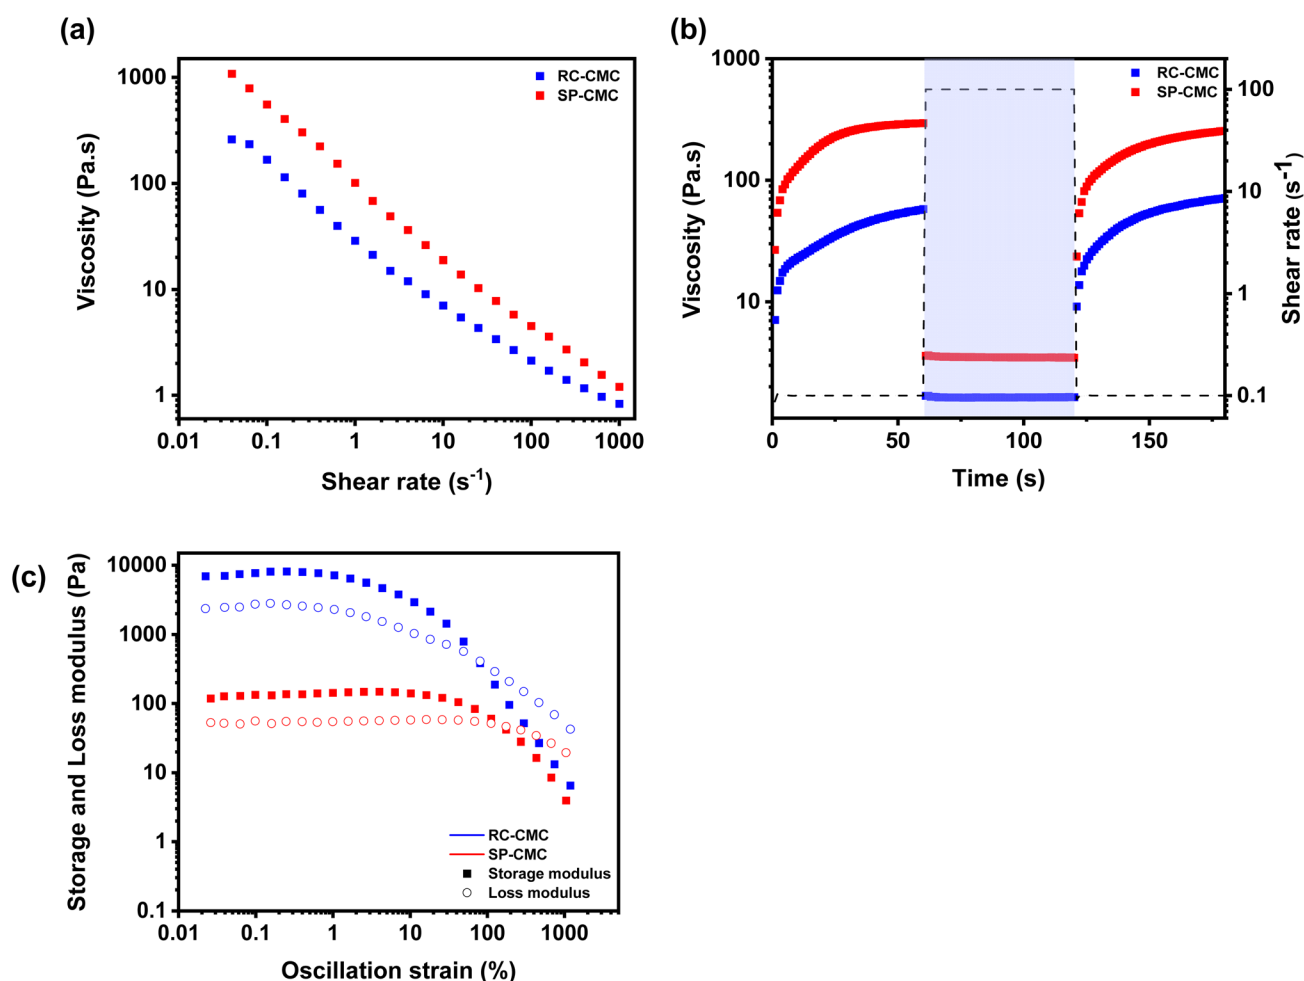 (a)
Viscosity (Pa.s)
1000
100
10
1
RC-CMC
SP-CMC
0.01
0.1
1
10
100
1000
Shear rate (s-1)
(b)
Viscosity (Pa.s)
1000
100
10
RC-CMC
SP-CMC
100
10
1
0.1
Shear rate (s-1)
0
50
100
150
Time (s)
(c)
Storage and Loss modulus (Pa)
10000
1000
100
10
1
0.1
RC-CMC
SP-CMC
Storage modulus
Loss modulus
0.01
0.1
1
10
100
1000
Oscillation strain (%)